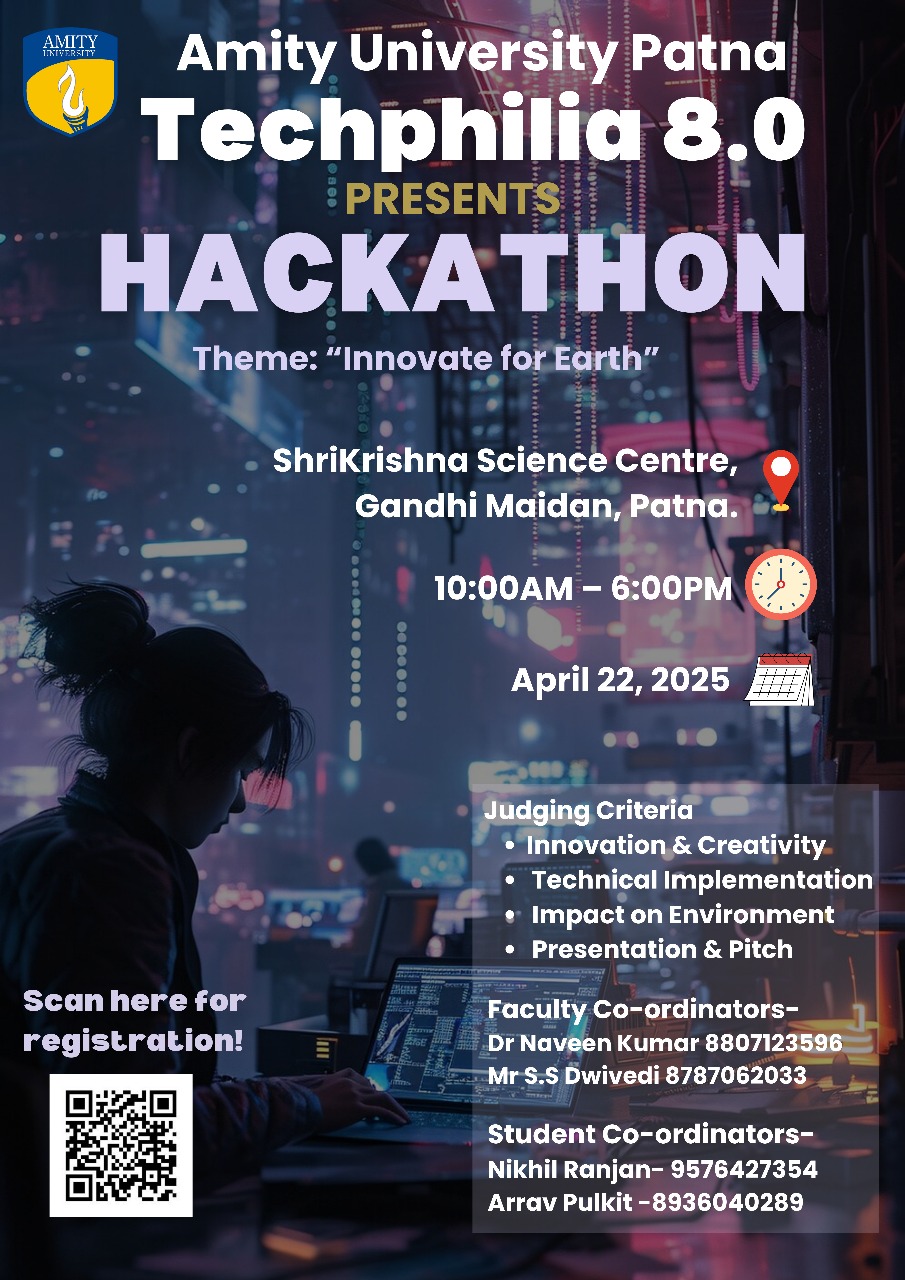 AMITY
UNIVERSITY
Amity University Patna
Techphilia 8.0
PRESENTS
HACKATHON
Theme: “Innovate for Earth”
ShriKrishna Science Centre,
Gandhi Maidan, Patna.
10:00AM – 6:00PM
April 22, 2025
Judging Criteria
• Innovation & Creativity
• Technical Implementation
• Impact on Environment
• Presentation & Pitch
Faculty Co-ordinators-
Dr Naveen Kumar 8807123596
Mr S.S Dwivedi 8787062033
Student Co-ordinators-
Nikhil Ranjan- 9576427354
Arrav Pulkit -8936040289
Scan here for
registration!